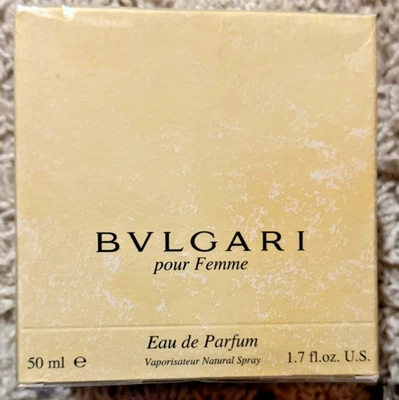 BVLGARI
pour Femme
Eau de Parfum
50 ml ℮ Vaporisateur Natural Spray 1.7 fl.oz. U.S.